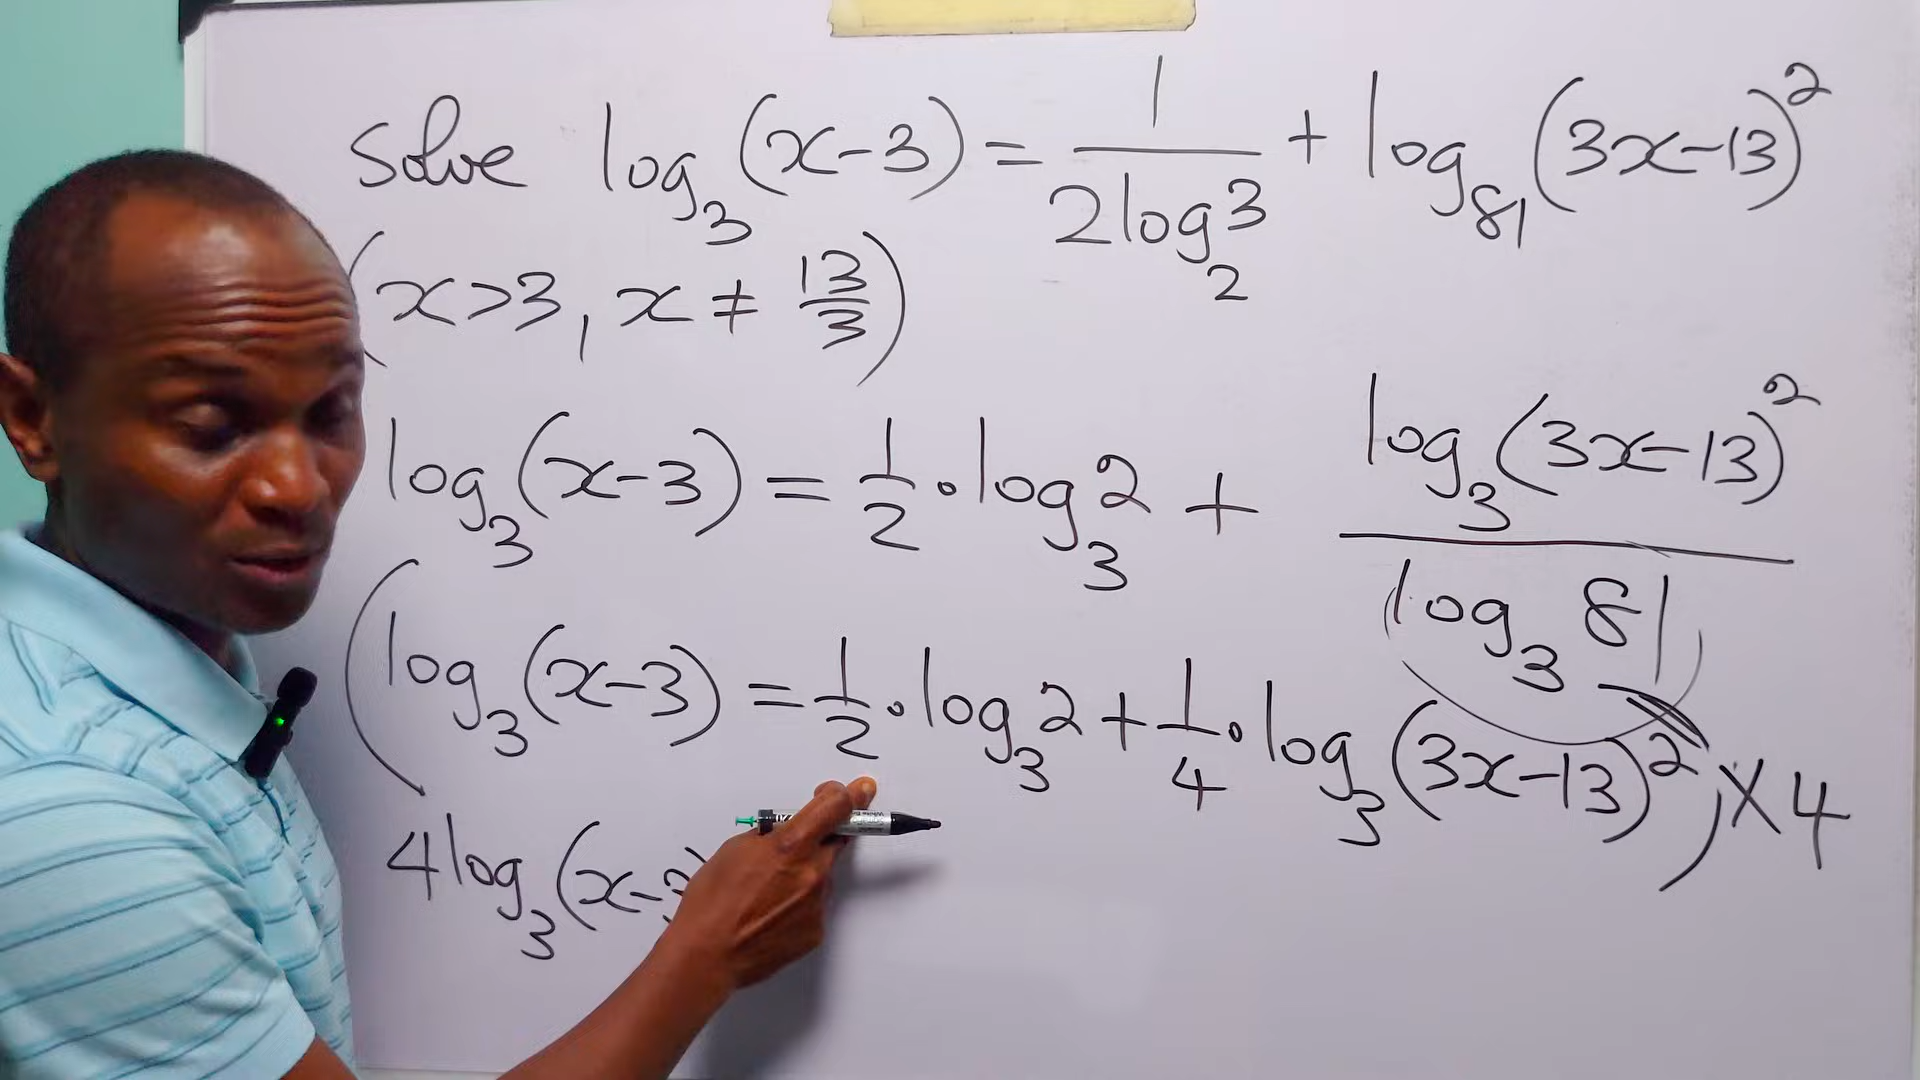 Solve log₃(x-3) = 1/(2log₂3) + log₈₁(3x-13)²
(x>3, x ≠ 13/3)
log₃(x-3) = 1/2 · log₃2 + log₃(3x-13)²/log₃81
(log₃(x-3) = 1/2 · log₃2 + 1/4 · log₃(3x-13)²) × 4
4log₃(x-3